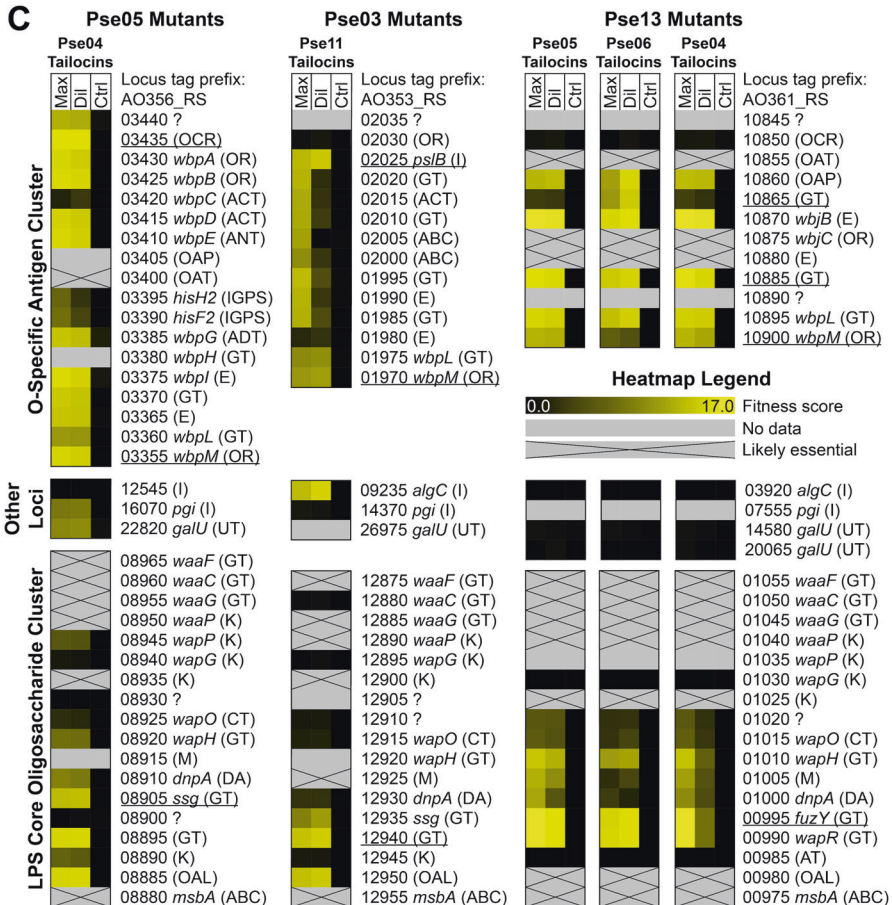 C
Pse05 Mutants
Pse03 Mutants
Pse13 Mutants
Pse04
Tailocins
Pse11
Tailocins
Pse05
Tailocins
Pse06
Tailocins
Pse04
Tailocins
Max Dil Ctrl
Locus tag prefix:
AO356_RS
Max Dil Ctrl
Locus tag prefix:
AO353_RS
Max Dil Ctrl
Max Dil Ctrl
Max Dil Ctrl
Locus tag prefix:
AO361_RS
O-Specific Antigen Cluster
03440 ?
03435 (OCR)
03430 wbpA (OR)
03425 wbpB (OR)
03420 wbpC (ACT)
03415 wbpD (ACT)
03410 wbpE (ANT)
03405 (OAP)
03400 (OAT)
03395 hisH2 (IGPS)
03390 hisF2 (IGPS)
03385 wbpG (ADT)
03380 wbpH (GT)
03375 wbpI (E)
03370 (GT)
03365 (E)
03360 wbpL (GT)
03355 wbpM (OR)
02035 ?
02030 (OR)
02025 pslB (I)
02020 (GT)
02015 (ACT)
02010 (GT)
02005 (ABC)
02000 (ABC)
01995 (GT)
01990 (E)
01985 (GT)
01980 (E)
01975 wbpL (GT)
01970 wbpM (OR)
10845 ?
10850 (OCR)
10855 (OAT)
10860 (OAP)
10865 (GT)
10870 wbjB (E)
10875 wbjC (OR)
10880 (E)
10885 (GT)
10890 ?
10895 wbpL (GT)
10900 wbpM (OR)
Heatmap Legend
0.0 17.0 Fitness score
No data
Likely essential
Other
Loci
12545 (I)
16070 pgi (I)
22820 galU (UT)
09235 algC (I)
14370 pgi (I)
26975 galU (UT)
03920 algC (I)
07555 pgi (I)
14580 galU (UT)
20065 galU (UT)
LPS Core Oligosaccharide Cluster
08965 waaF (GT)
08960 waaC (GT)
08955 waaG (GT)
08950 waaP (K)
08945 wapP (K)
08940 wapG (K)
08935 (K)
08930 ?
08925 wapO (CT)
08920 wapH (GT)
08915 (M)
08910 dnpA (DA)
08905 ssg (GT)
08900 ?
08895 (GT)
08890 (K)
08885 (OAL)
08880 msbA (ABC)
12875 waaF (GT)
12880 waaC (GT)
12885 waaG (GT)
12890 waaP (K)
12895 wapG (K)
12900 (K)
12905 ?
12910 ?
12915 wapO (CT)
12920 wapH (GT)
12925 (M)
12930 dnpA (DA)
12935 ssg (GT)
12940 (GT)
12945 (K)
12950 (OAL)
12955 msbA (ABC)
01055 waaF (GT)
01050 waaC (GT)
01045 waaG (GT)
01040 waaP (K)
01035 wapP (K)
01030 wapG (K)
01025 (K)
01020 ?
01015 wapO (CT)
01010 wapH (GT)
01005 (M)
01000 dnpA (DA)
00995 fuzY (GT)
00990 wapR (GT)
00985 (AT)
00980 (OAL)
00975 msbA (ABC)